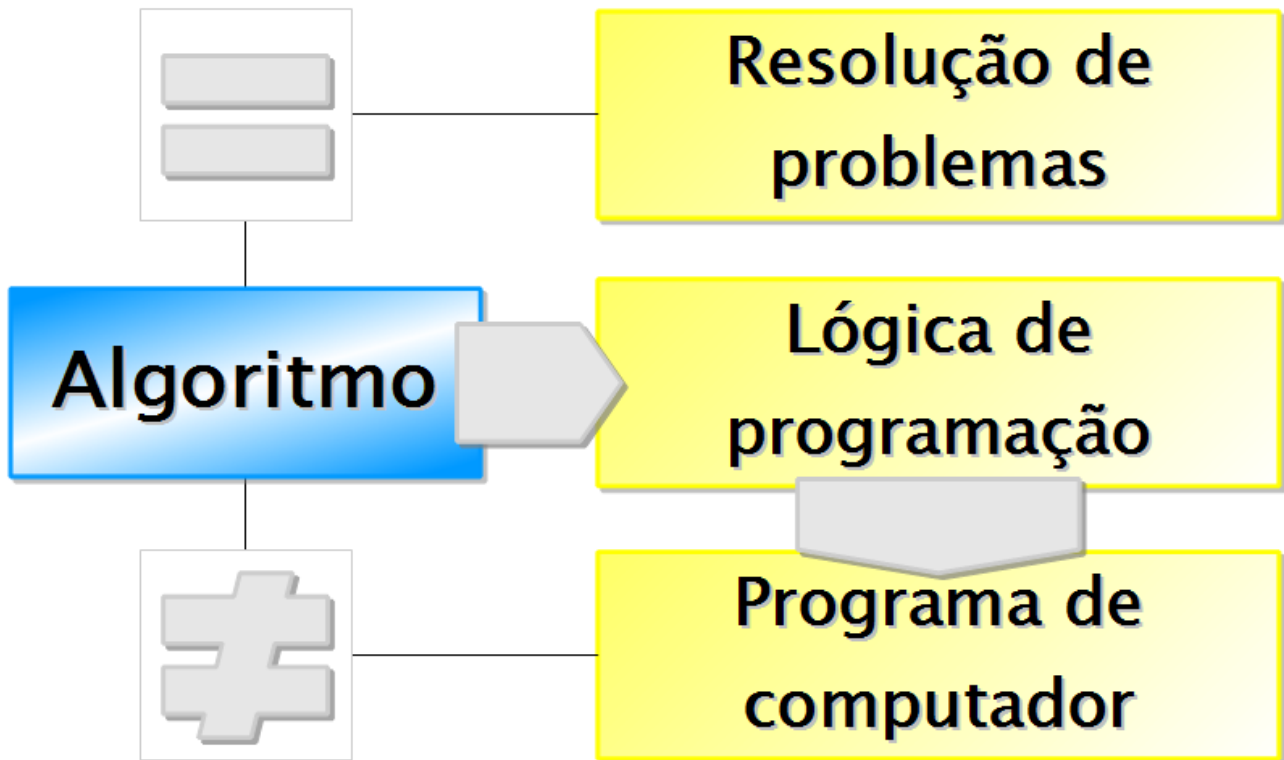 Resolução de
problemas
Algoritmo
Lógica de
programação
Programa de
computador